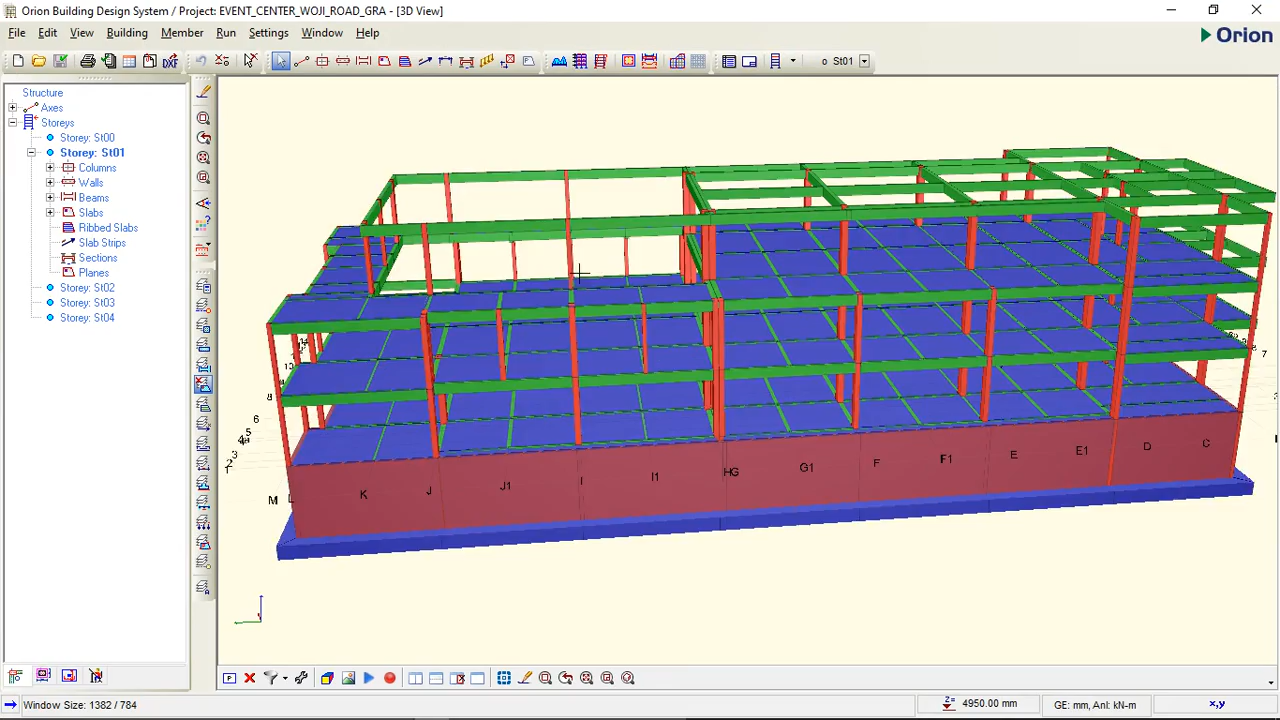 Orion Building Design System / Project: EVENT_CENTER_WOJI_ROAD_GRA - [3D View]
File Edit View Building Member Run Settings Window Help
Orion
DXF
o St01
Structure
Axes
Storeys
Storey: St00
Storey: St01
Columns
Walls
Beams
Slabs
Ribbed Slabs
Slab Strips
Sections
Planes
Storey: St02
Storey: St03
Storey: St04
8
6
5
3
2
7
M L K J J1 I I1 HG G1 F F1 E E1 D C
Window Size: 1382 / 784
Z= 4950.00 mm
GE: mm, Anl: kN-m
x,y